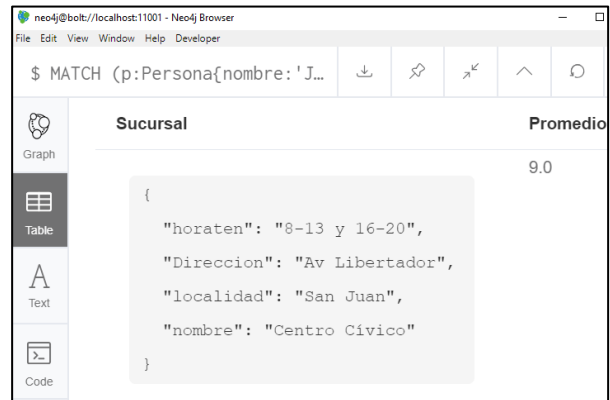 neo4j@bolt://localhost:11001 - Neo4j Browser
File Edit View Window Help Developer
$ MATCH (p:Persona{nombre:'J…
Graph
Table
Text
Code
Sucursal
Promedio
9.0
{
"horaten": "8-13 y 16-20",
"Direccion": "Av Libertador",
"localidad": "San Juan",
"nombre": "Centro Cívico"
}